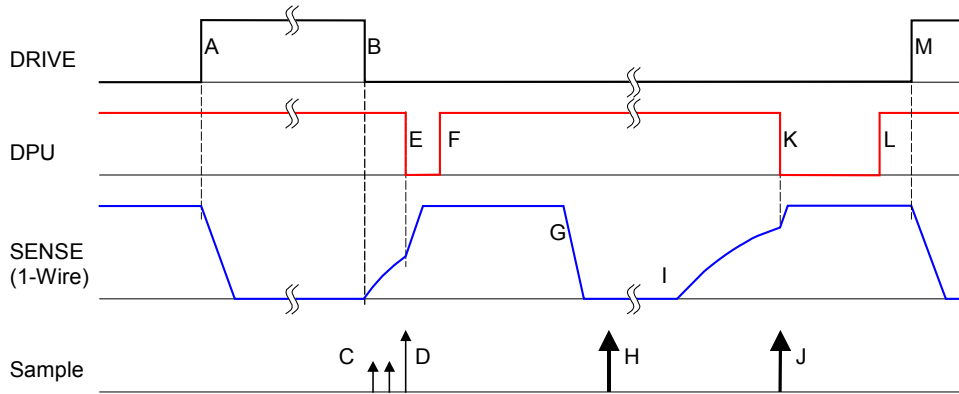 DRIVE A B M
DPU E F K L
SENSE
(1-Wire) G I
Sample C D H J